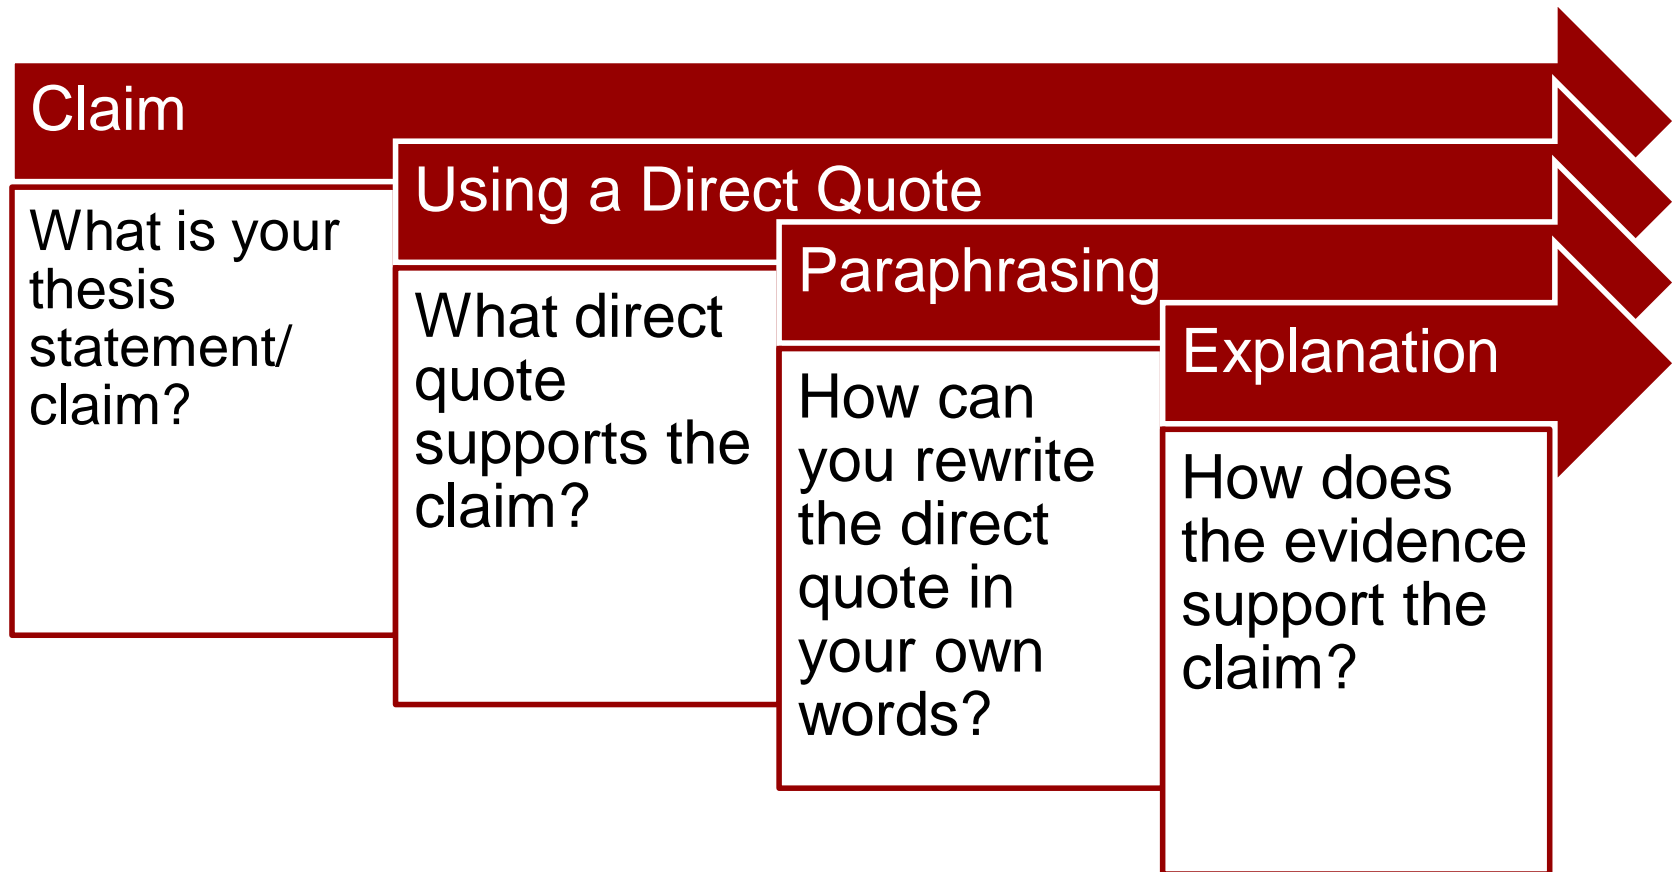 Claim
What is your
thesis
statement/
claim?
Using a Direct Quote
What direct
quote
supports the
claim?
Paraphrasing
How can
you rewrite
the direct
quote in
your own
words?
Explanation
How does
the evidence
support the
claim?